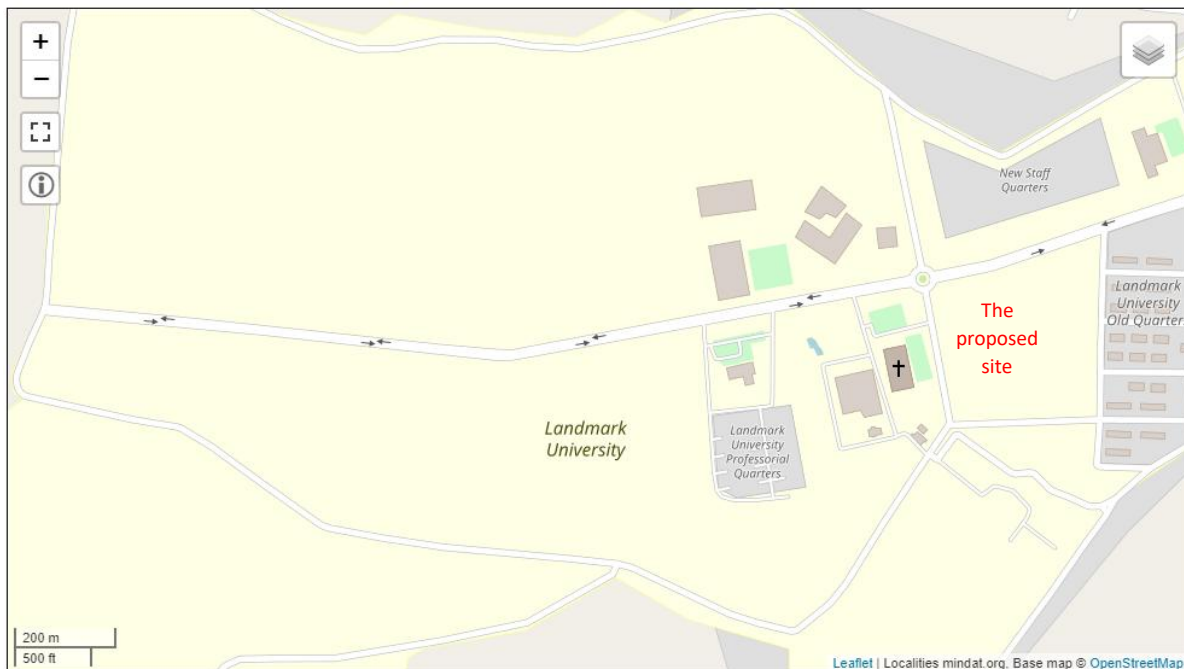 +
−
New Staff
Quarters
Landmark
University
Old Quarter
The
proposed
site
Landmark
University
Landmark
University
Professorial
Quarters
200 m
500 ft
Leaflet | Localities mindat.org, Base map © OpenStreetMap